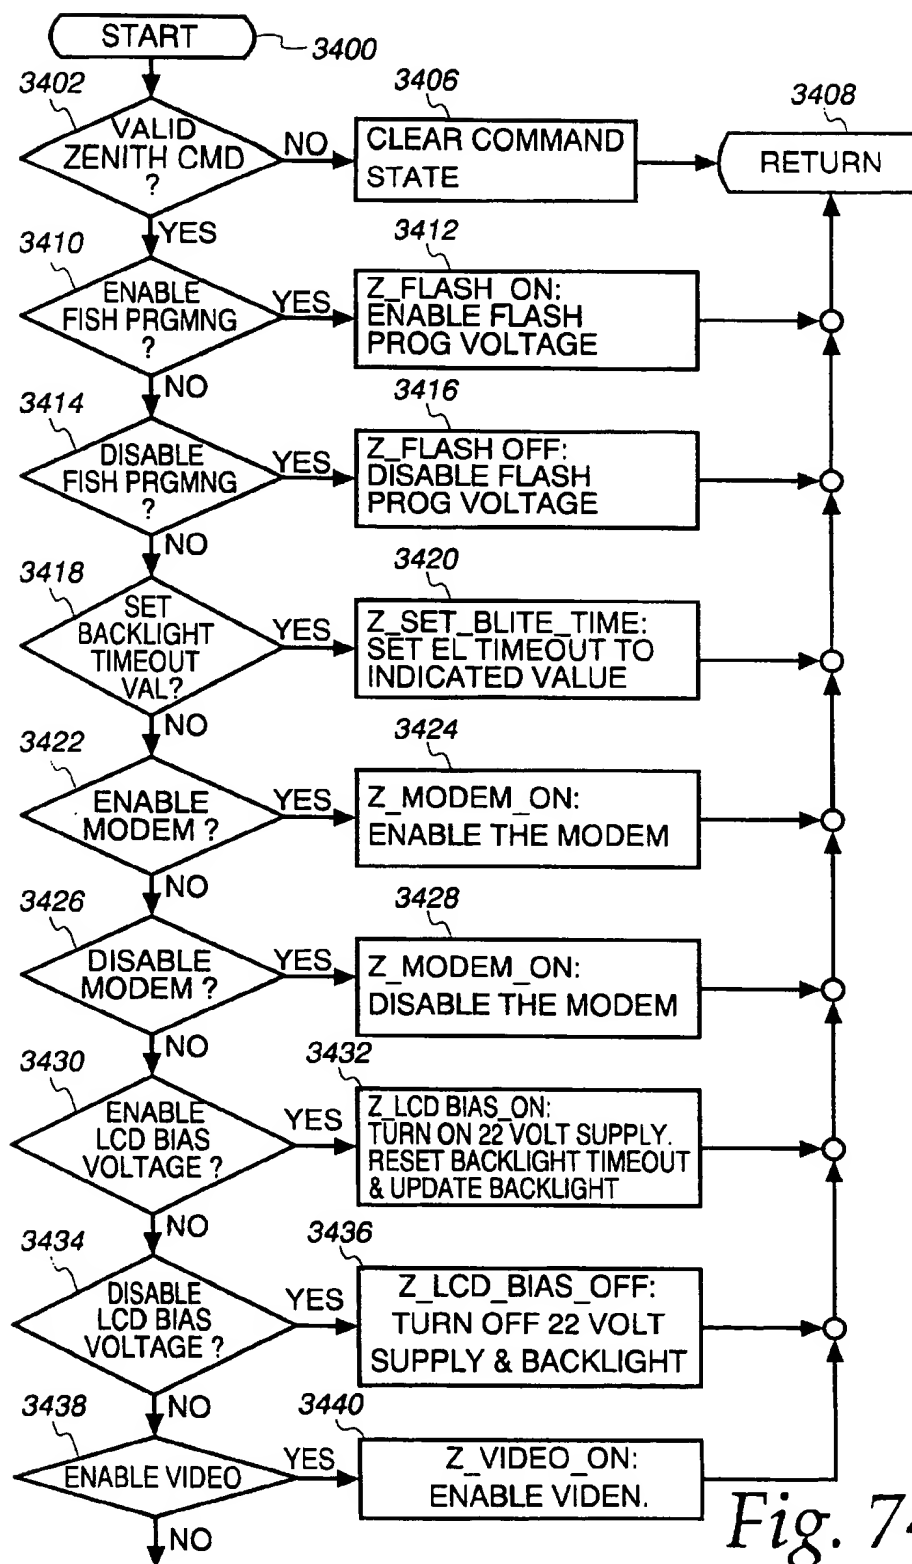 START
3400
3402
VALID
ZENITH CMD
?
NO
3406
CLEAR COMMAND
STATE
3408
RETURN
YES
3410
ENABLE
FISH PRGMNG
?
YES
3412
Z_FLASH_ON:
ENABLE FLASH
PROG VOLTAGE
NO
3414
DISABLE
FISH PRGMNG
?
YES
3416
Z_FLASH OFF:
DISABLE FLASH
PROG VOLTAGE
NO
3418
SET
BACKLIGHT
TIMEOUT
VAL?
YES
3420
Z_SET_BLITE_TIME:
SET EL TIMEOUT TO
INDICATED VALUE
NO
3422
ENABLE
MODEM ?
YES
3424
Z_MODEM_ON:
ENABLE THE MODEM
NO
3426
DISABLE
MODEM ?
YES
3428
Z_MODEM_ON:
DISABLE THE MODEM
NO
3430
ENABLE
LCD BIAS
VOLTAGE ?
YES
3432
Z_LCD BIAS_ON:
TURN ON 22 VOLT SUPPLY.
RESET BACKLIGHT TIMEOUT
& UPDATE BACKLIGHT
NO
3434
DISABLE
LCD BIAS
VOLTAGE ?
YES
3436
Z_LCD_BIAS_OFF:
TURN OFF 22 VOLT
SUPPLY & BACKLIGHT
NO
3438
ENABLE VIDEO
YES
3440
Z_VIDEO_ON:
ENABLE VIDEN.
NO
Fig. 74